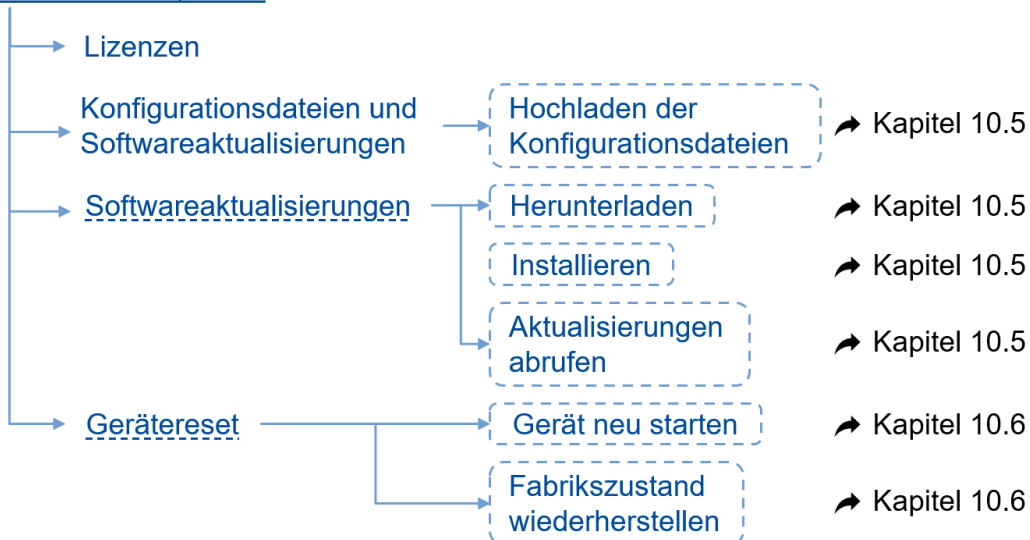 Lizenzen
Konfigurationsdateien und
Softwareaktualisierungen
Hochladen der
Konfigurationsdateien
Kapitel 10.5
Softwareaktualisierungen
Herunterladen
Kapitel 10.5
Installieren
Kapitel 10.5
Aktualisierungen
abrufen
Kapitel 10.5
Gerätereset
Gerät neu starten
Kapitel 10.6
Fabrikszustand
wiederherstellen
Kapitel 10.6